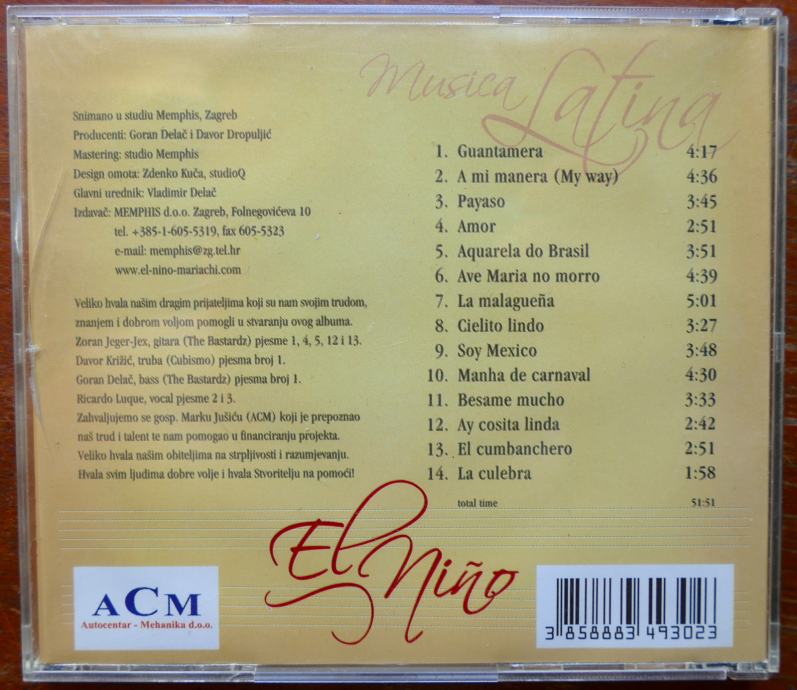 Musica Latina
Snimano u studiu Memphis, Zagreb
Producenti: Goran Delač i Davor Dropuljić
Mastering: studio Memphis
Design omota: Zdenko Kuča, studioQ
Glavni urednik: Vladimir Delač
Izdavač: MEMPHIS d.o.o. Zagreb, Folnegovićeva 10
tel. +385-1-605-5319, fax 605-5323
e-mail: memphis@zg.tel.hr
www.el-nino-mariachi.com
Veliko hvala našim dragim prijateljima koji su nam svojim trudom,
znanjem i dobrom voljom pomogli u stvaranju ovog albuma.
Zoran Jeger-Jex, gitara (The Bastardz) pjesme 1, 4, 5, 12 i 13.
Davor Križić, truba (Cubismo) pjesma broj 1.
Goran Delač, bass (The Bastardz) pjesma broj 1.
Ricardo Luque, vocal pjesme 2 i 3.
Zahvaljujemo se gosp. Marku Jušiću (ACM) koji je prepoznao
naš trud i talent te nam pomogao u financiranju projekta.
Veliko hvala našim obiteljima na strpljivosti i razumjevanju.
Hvala svim ljudima dobre volje i hvala Stvoritelju na pomoći!
1. Guantamera 4:17
2. A mi manera (My way) 4:36
3. Payaso 3:45
4. Amor 2:51
5. Aquarela do Brasil 3:51
6. Ave Maria no morro 4:39
7. La malagueña 5:01
8. Cielito lindo 3:27
9. Soy Mexico 3:48
10. Manha de carnaval 4:30
11. Besame mucho 3:33
12. Ay cosita linda 2:42
13. El cumbanchero 2:51
14. La culebra 1:58
total time 51:51
El Niño
ACM
Autocentar - Mehanika d.o.o.
3 858883 493023